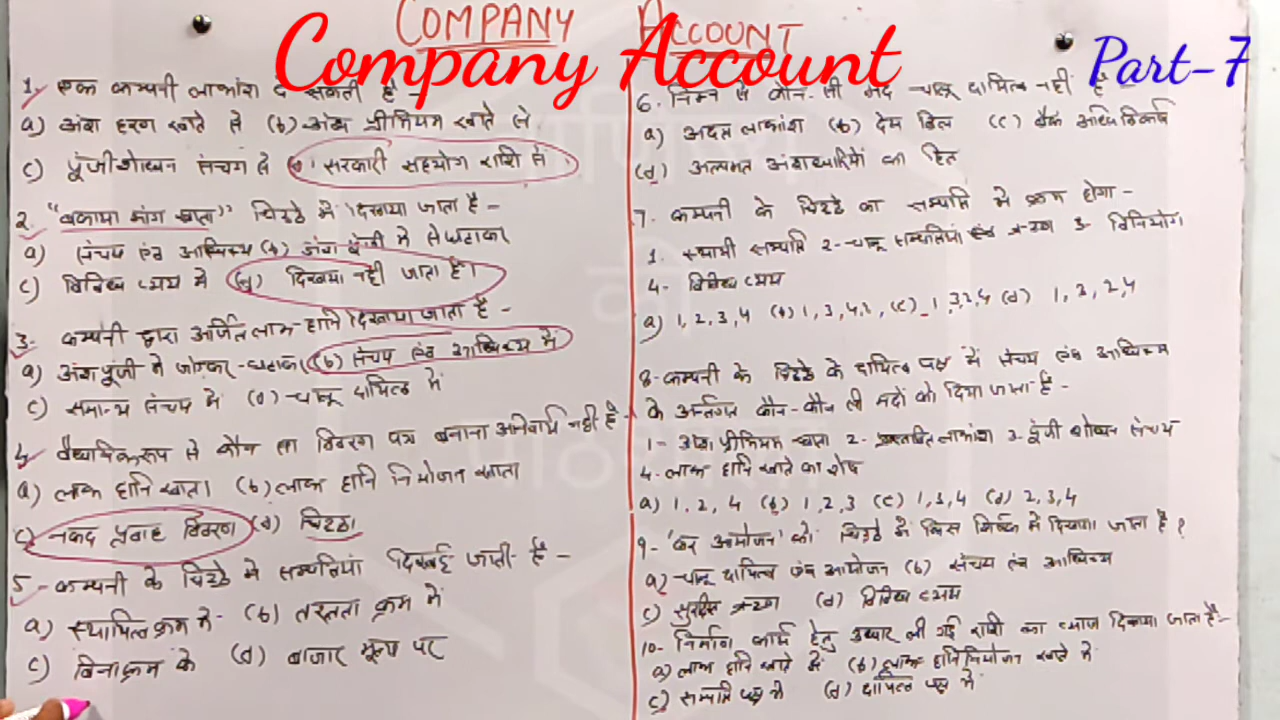 COMPANY ACCOUNT
Company Account
Part-7
1. एक कम्पनी लाभांश दे सकती है -
a) अंश हरण खाते से (b) अंश प्रीमियम खाते से
c) पूंजी शोधन संचय से (d) सरकारी सहयोग राशि से
2. "बकाया मांग खाता" चिट्ठे में दिखाया जाता है -
a) संचय एवं आधिक्य (b) अंश पूंजी में से घटाकर
c) विविध व्यय में (d) दिखाया नहीं जाता है।
3- कम्पनी द्वारा अर्जित लाभ-हानि दिखाया जाता है -
a) अंश पूंजी में जोड़कर-घटाकर (b) संचय एवं आधिक्य में
c) समान्य संचय में (d) चालू दायित्व में
4. वैधानिक रूप से कौन सा विवरण पत्र बनाना अनिवार्य नहीं है -
a) लाभ हानि खाता (b) लाभ हानि नियोजन खाता
c) नकद प्रवाह विवरण (d) चिट्ठा
5- कम्पनी के चिट्ठे में सम्पत्तियां दिखाई जाती है -
a) स्थायित्व क्रम में- (b) तरलता क्रम में
c) बिना क्रम के (d) बाजार मूल्य पर
6. निम्न में कौन-सी मद चालू दायित्व नहीं है
a) अदत्त लाभांश (b) देय बिल (c) बैंक अधिविकर्ष
(d) अल्पमत अंशधारियों का हित
7. कम्पनी के चिट्ठे का सम्पत्ति में क्रम होगा -
1. स्थायी सम्पत्ति 2- चालू सम्पत्तियां एवं ऋण 3- विनियोग
4- विविध व्यय
a) 1, 2, 3, 4 (b) 1, 3, 4, 2, (c) 1, 3, 2, 4 (d) 1, 3, 2, 4
8- कम्पनी के चिट्ठे के दायित्व पक्ष में संचय एवं आधिक्य
के अर्न्तगत कौन-कौन सी मदों को दिया जाता है -
1- अंश प्रीमियम खाता 2- प्रस्तावित लाभांश 3- पूंजी शोधन संचय
4- लाभ हानि खाते का शेष
a) 1, 2, 4 (b) 1, 2, 3 (c) 1, 3, 4 (d) 2, 3, 4
9- 'कर आयोजन' को चिट्ठे में किस शीर्षक में दिखाया जाता है ?
a) चालू दायित्व एवं आयोजन (b) संचय एवं आधिक्य
c) सुरक्षित ऋण (d) विविध व्यय
10- निर्माण कार्य हेतु उधार ली गई राशी का ब्याज दिखाया जाता है:-
a) लाभ हानि खाते में (b) लाभ हानि नियोजन खाते में
c) सम्पत्ति पक्ष में (d) दायित्व पक्ष में